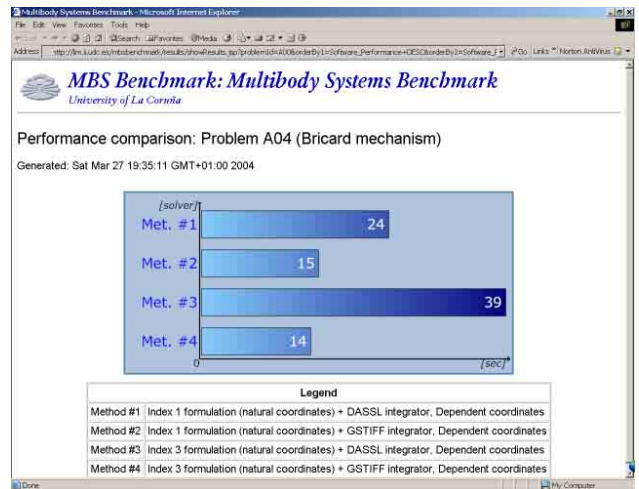 Multibody Systems Benchmark - Microsoft Internet Explorer
File Edit View Favorites Tools Help
Search Favorites Media
Address Go Links Norton AntiVirus
MBS Benchmark: Multibody Systems Benchmark
University of La Coruña
Performance comparison: Problem A04 (Bricard mechanism)
Generated: Sat Mar 27 19:35:11 GMT+01:00 2004
[solver]
Met. #1 24
Met. #2 15
Met. #3 39
Met. #4 14
0 [sec]
Legend
Method #1 Index 1 formulation (natural coordinates) + DASSL integrator, Dependent coordinates
Method #2 Index 1 formulation (natural coordinates) + GSTIFF integrator, Dependent coordinates
Method #3 Index 3 formulation (natural coordinates) + DASSL integrator, Dependent coordinates
Method #4 Index 3 formulation (natural coordinates) + GSTIFF integrator, Dependent coordinates
Done My Computer